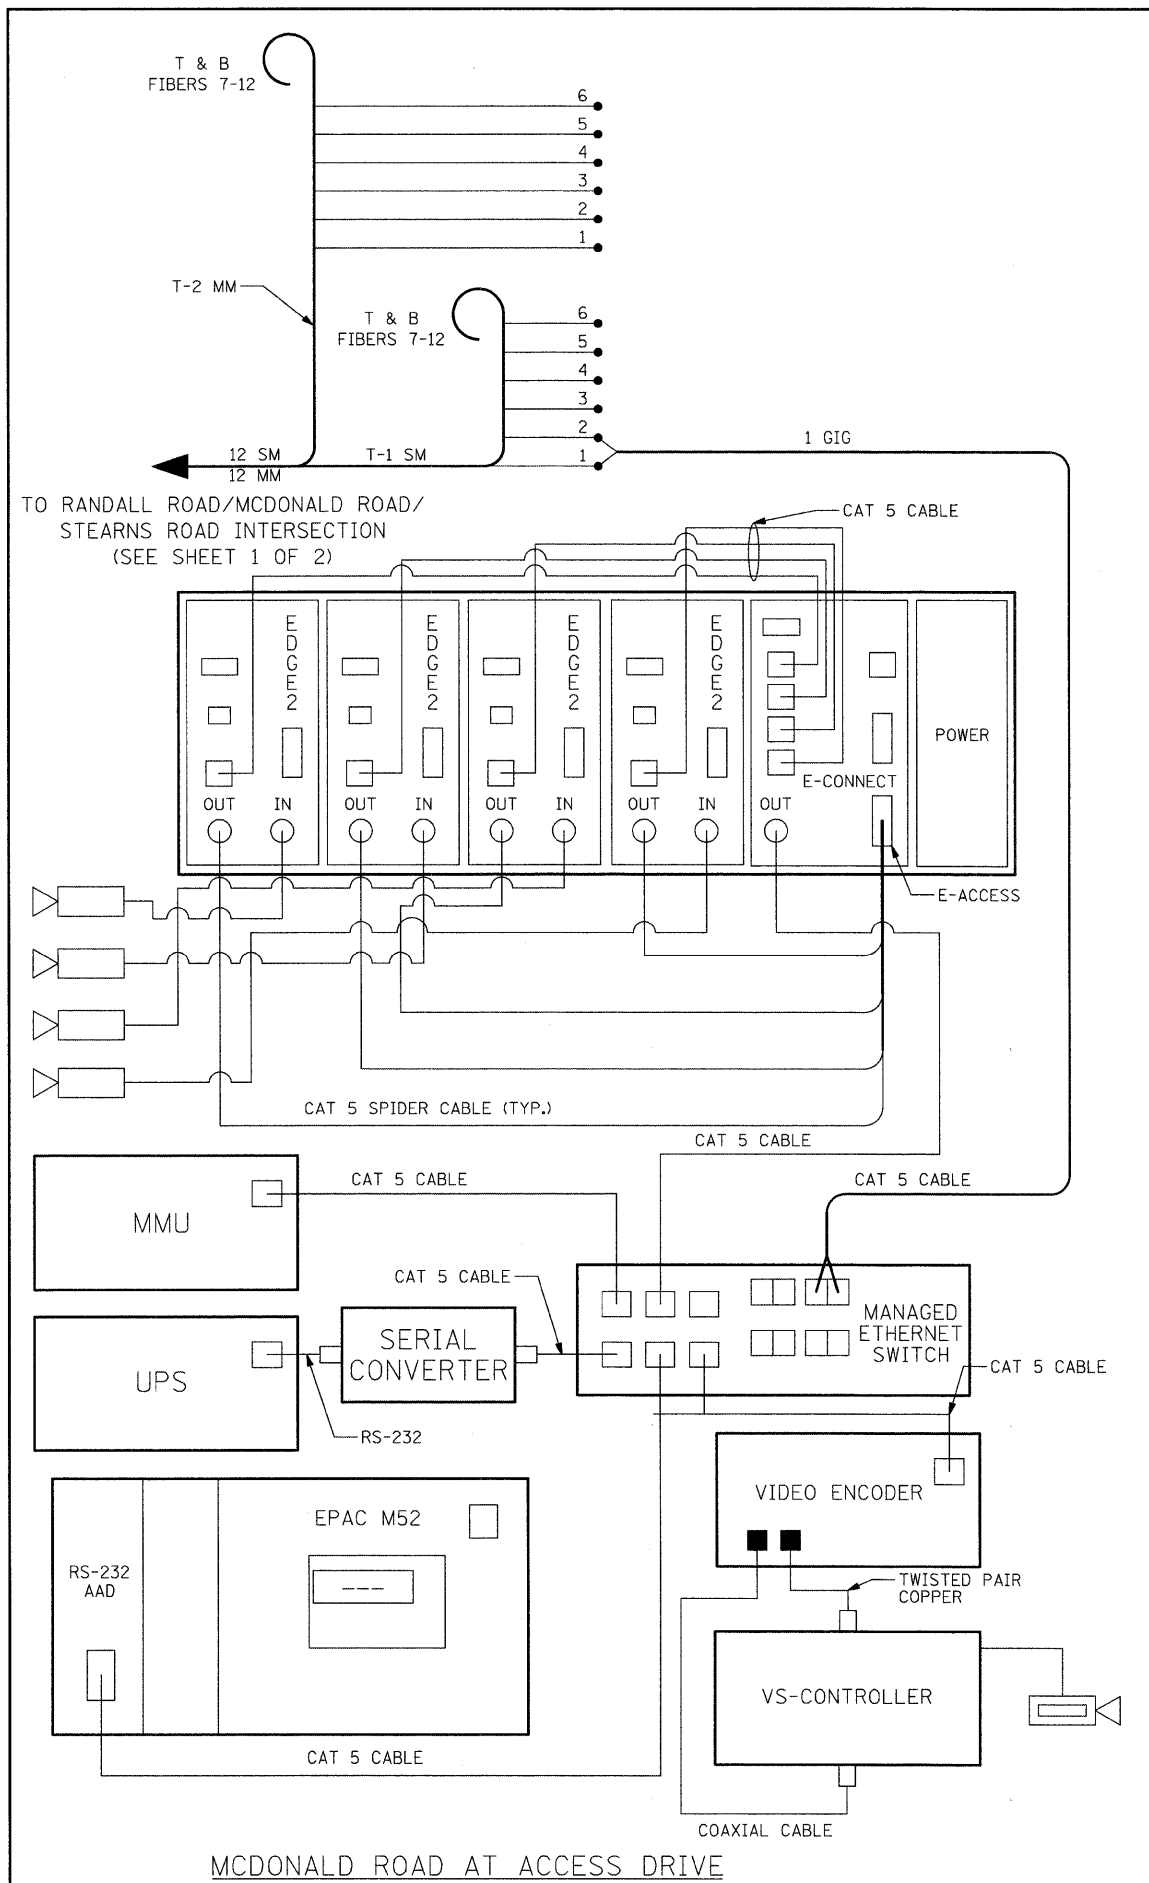 T & B
FIBERS 7-12
6
5
4
3
2
1
T-2 MM
T & B
FIBERS 7-12
6
5
4
3
2
1
1 GIG
12 SM
12 MM
T-1 SM
TO RANDALL ROAD/MCDONALD ROAD/
STEARNS ROAD INTERSECTION
(SEE SHEET 1 OF 2)
CAT 5 CABLE
EDGE2
EDGE2
EDGE2
EDGE2
POWER
E-CONNECT
OUT
IN
OUT
IN
OUT
IN
OUT
IN
OUT
E-ACCESS
CAT 5 SPIDER CABLE (TYP.)
CAT 5 CABLE
CAT 5 CABLE
CAT 5 CABLE
MMU
CAT 5 CABLE
MANAGED
ETHERNET
SWITCH
SERIAL
CONVERTER
UPS
CAT 5 CABLE
RS-232
EPAC M52
VIDEO ENCODER
RS-232
AAD
---
TWISTED PAIR
COPPER
VS-CONTROLLER
CAT 5 CABLE
COAXIAL CABLE
MCDONALD ROAD AT ACCESS DRIVE